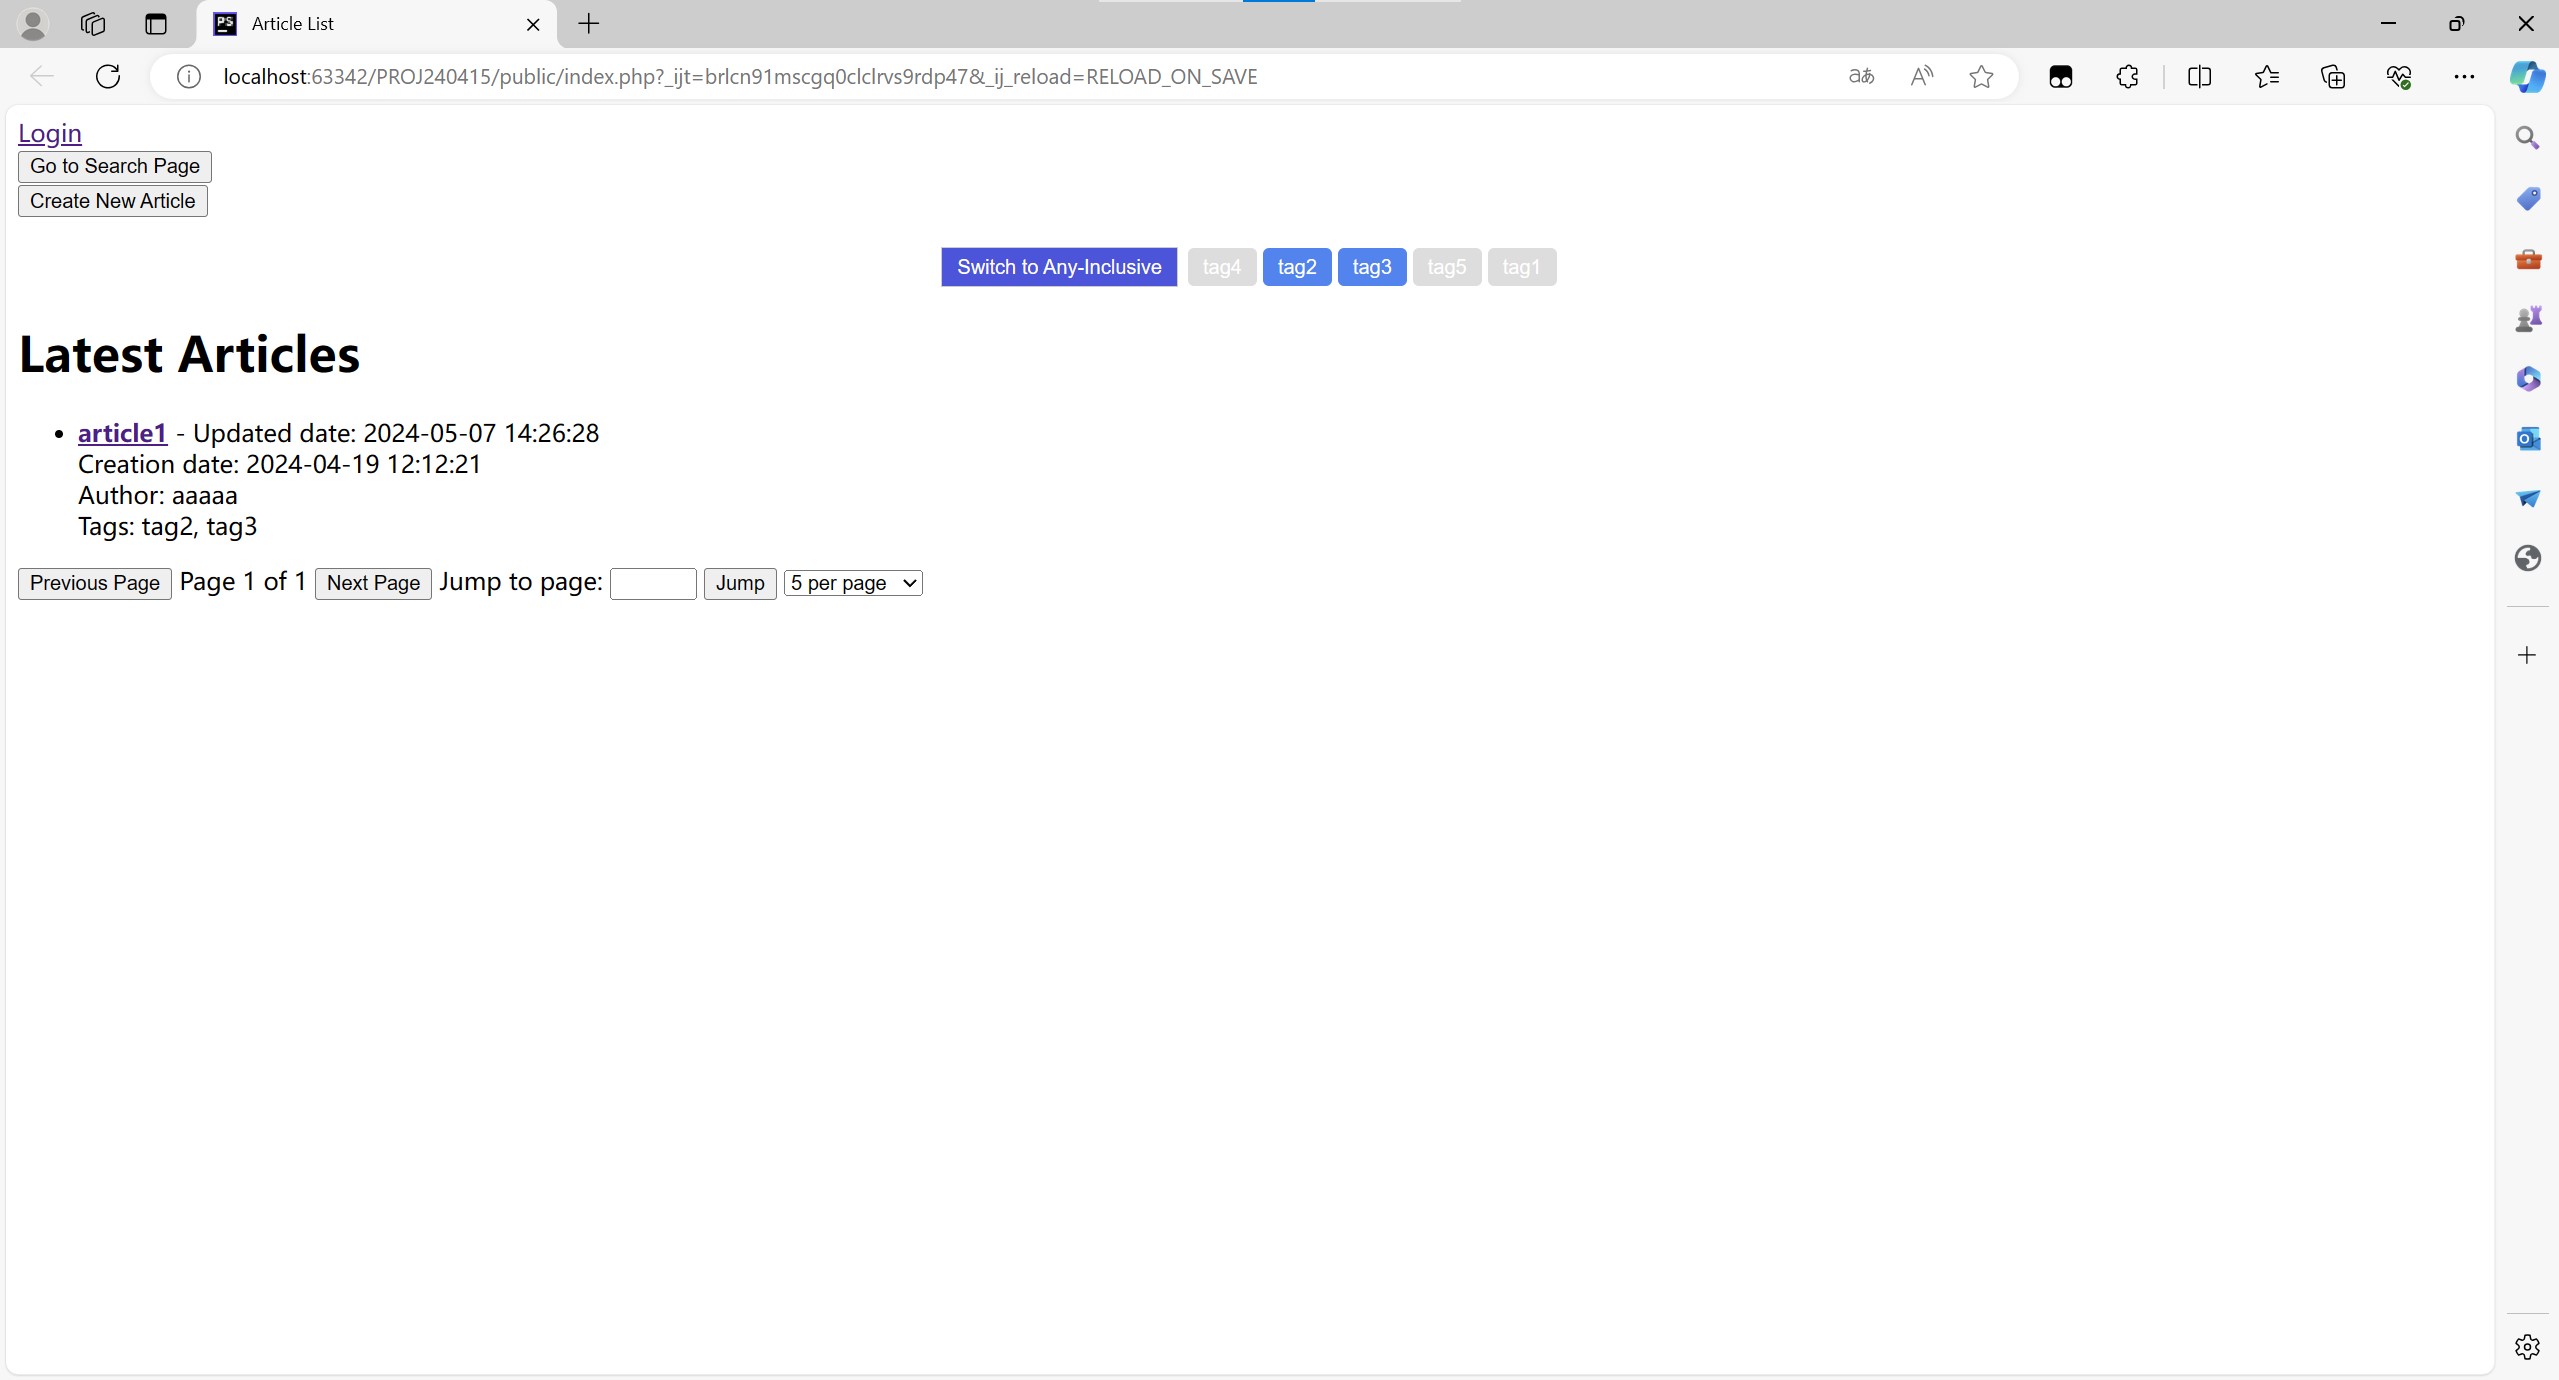 Article List
localhost:63342/PROJ240415/public/index.php?_ijt=brlcn91mscgq0clclrvs9rdp47&_ij_reload=RELOAD_ON_SAVE
Login
Go to Search Page
Create New Article
Switch to Any-Inclusive tag4 tag2 tag3 tag5 tag1
Latest Articles
article1 - Updated date: 2024-05-07 14:26:28
Creation date: 2024-04-19 12:12:21
Author: aaaaa
Tags: tag2, tag3
Previous Page Page 1 of 1 Next Page Jump to page: Jump 5 per page